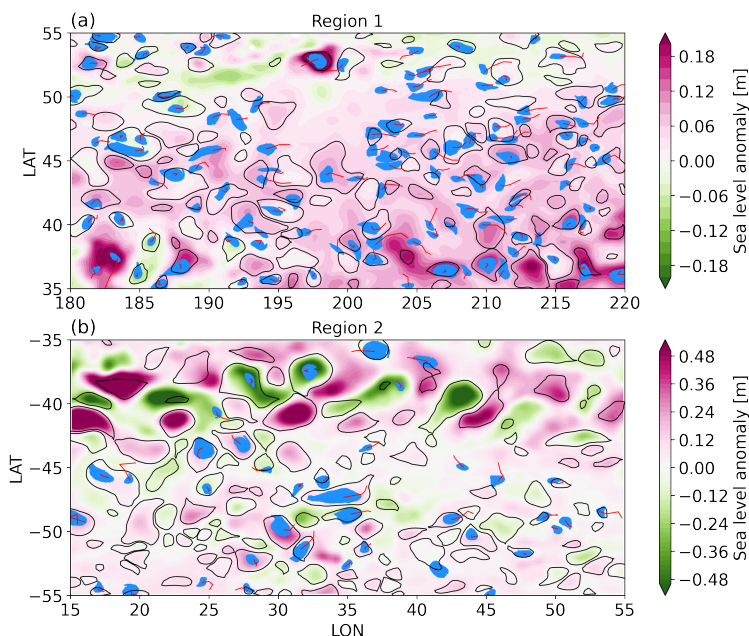 (a) Region 1
55
50
45
40
35
LAT
180 185 190 195 200 205 210 215 220
0.18
0.12
0.06
0.00
−0.06
−0.12
−0.18
Sea level anomaly [m]
(b) Region 2
−35
−40
−45
−50
−55
LAT
15 20 25 30 35 40 45 50 55
LON
0.48
0.36
0.24
0.12
0.00
−0.12
−0.24
−0.36
−0.48
Sea level anomaly [m]